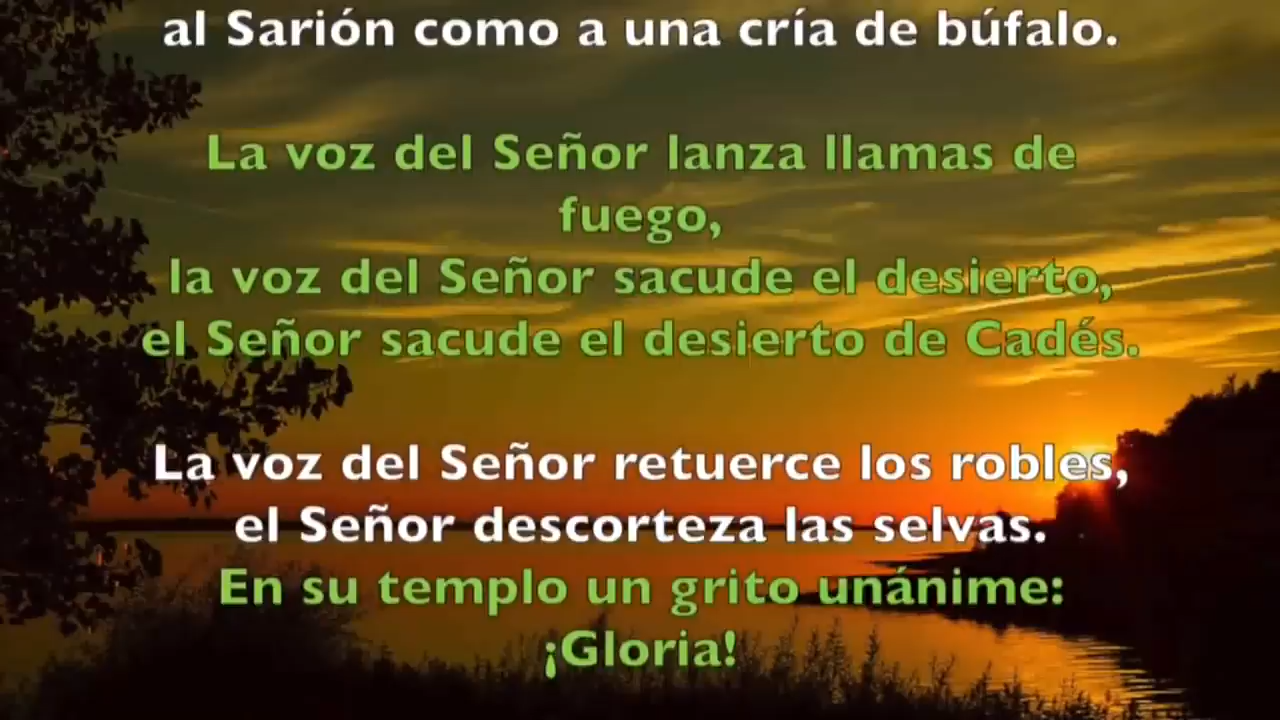 al Sarión como a una cría de búfalo.
La voz del Señor lanza llamas de
fuego,
la voz del Señor sacude el desierto,
el Señor sacude el desierto de Cadés.
La voz del Señor retuerce los robles,
el Señor descorteza las selvas.
En su templo un grito unánime:
¡Gloria!